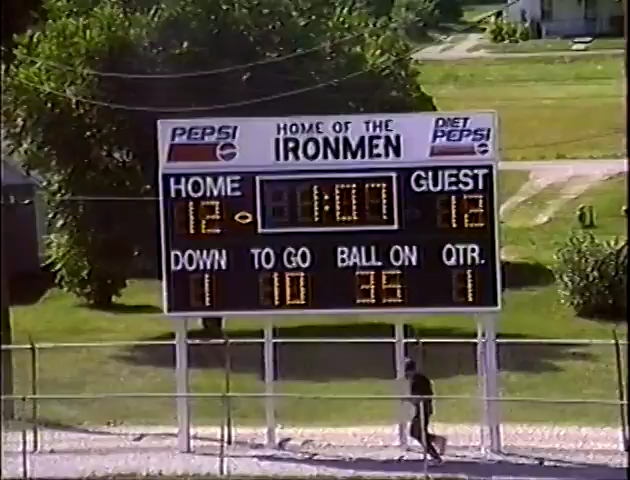 PEPSI
HOME OF THE
IRONMEN
DIET
PEPSI
HOME 1:07 GUEST
12 12
DOWN TO GO BALL ON QTR.
1 10 35 1